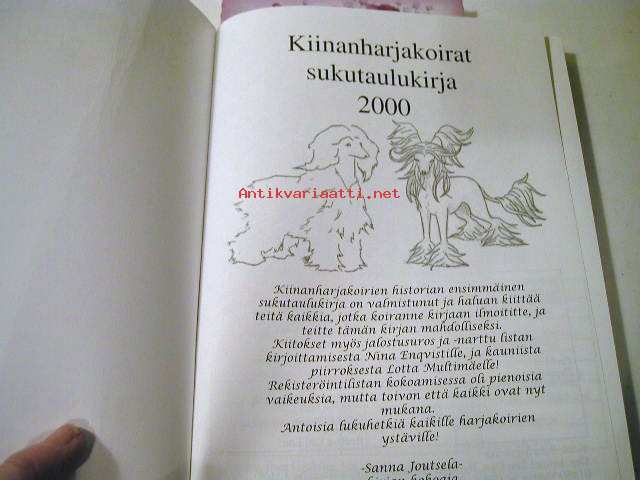 Kiinanharjakoirat
sukutaulukirja
2000
Antikvariaatti.net
Kiinanharjakoirien historian ensimmäinen
sukutaulukirja on valmistunut ja haluan kiittää
teitä kaikkia, jotka koiranne kirjaan ilmoititte, ja
teitte tämän kirjan mahdolliseksi.
Kiitokset myös jalostusuros ja -narttu listan
kirjoittamisesta Nina Enqvistille, ja kauniista
piirroksesta Lotta Multimäelle!
Rekisteröintilistan kokoamisessa oli pienoisia
vaikeuksia, mutta toivon että kaikki ovat nyt
mukana.
Antoisia lukuhetkiä kaikille harjakoirien
ystäville!
-Sanna Joutsela-
kirjan kokoaja